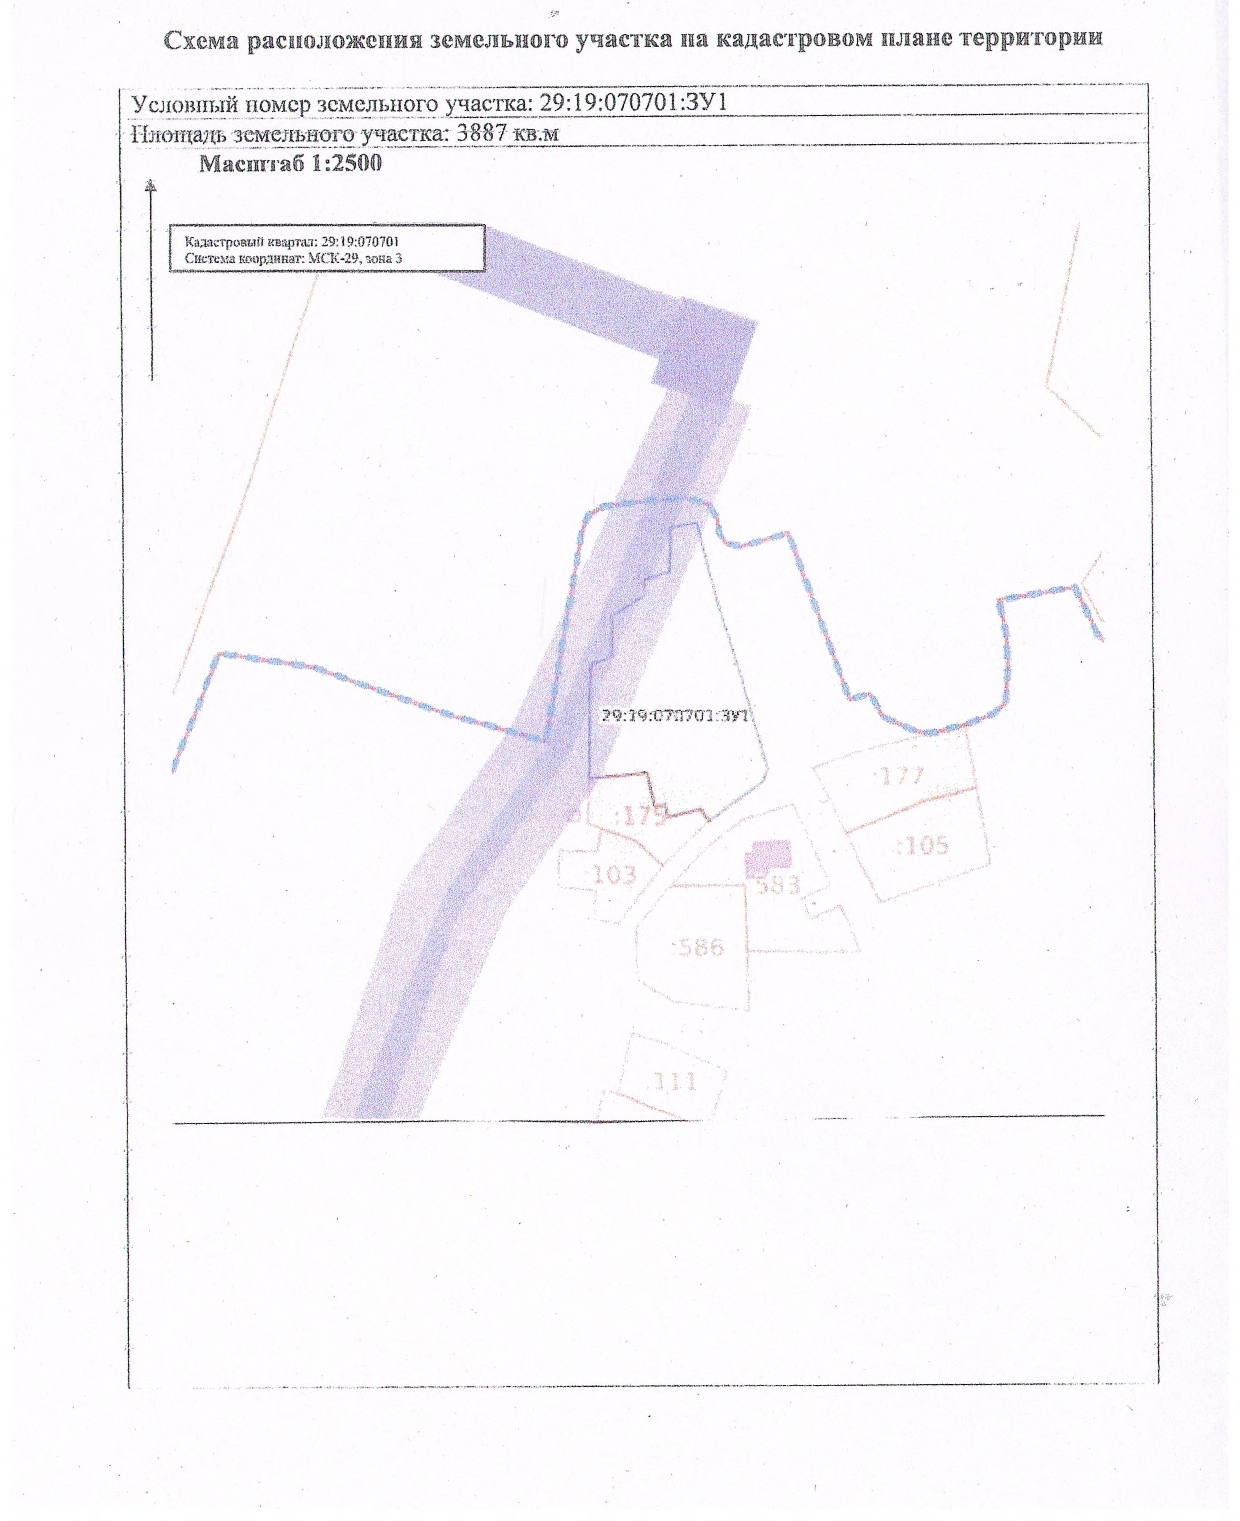 Схема расположения земельного участка на кадастровом плане территории
Условный номер земельного участка: 29:19:070701:ЗУ1
Площадь земельного участка: 3887 кв.м
Масштаб 1:2500
Кадастровый квартал: 29:19:070701
Система координат: МСК-29, зона 3
29:19:070701:ЗУ1
:177
:175
:105
:103
583
:586
:111